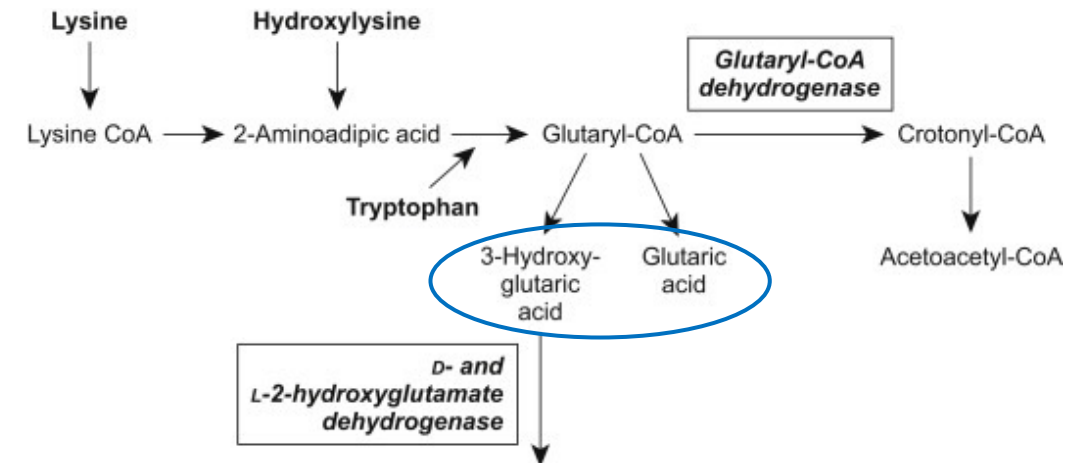 Lysine
Hydroxylysine
Glutaryl-CoA
dehydrogenase
Lysine CoA
2-Aminoadipic acid
Glutaryl-CoA
Crotonyl-CoA
Tryptophan
3-Hydroxy-
glutaric
acid
Glutaric
acid
Acetoacetyl-CoA
D- and
L-2-hydroxyglutamate
dehydrogenase